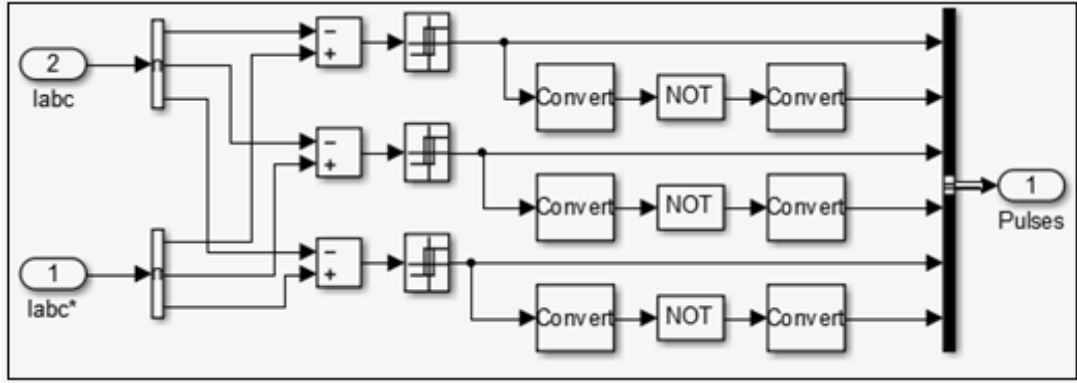 2
Iabc
−
+
Convert
NOT
Convert
−
+
Convert
NOT
Convert
1
Pulses
−
+
1
Iabc*
Convert
NOT
Convert